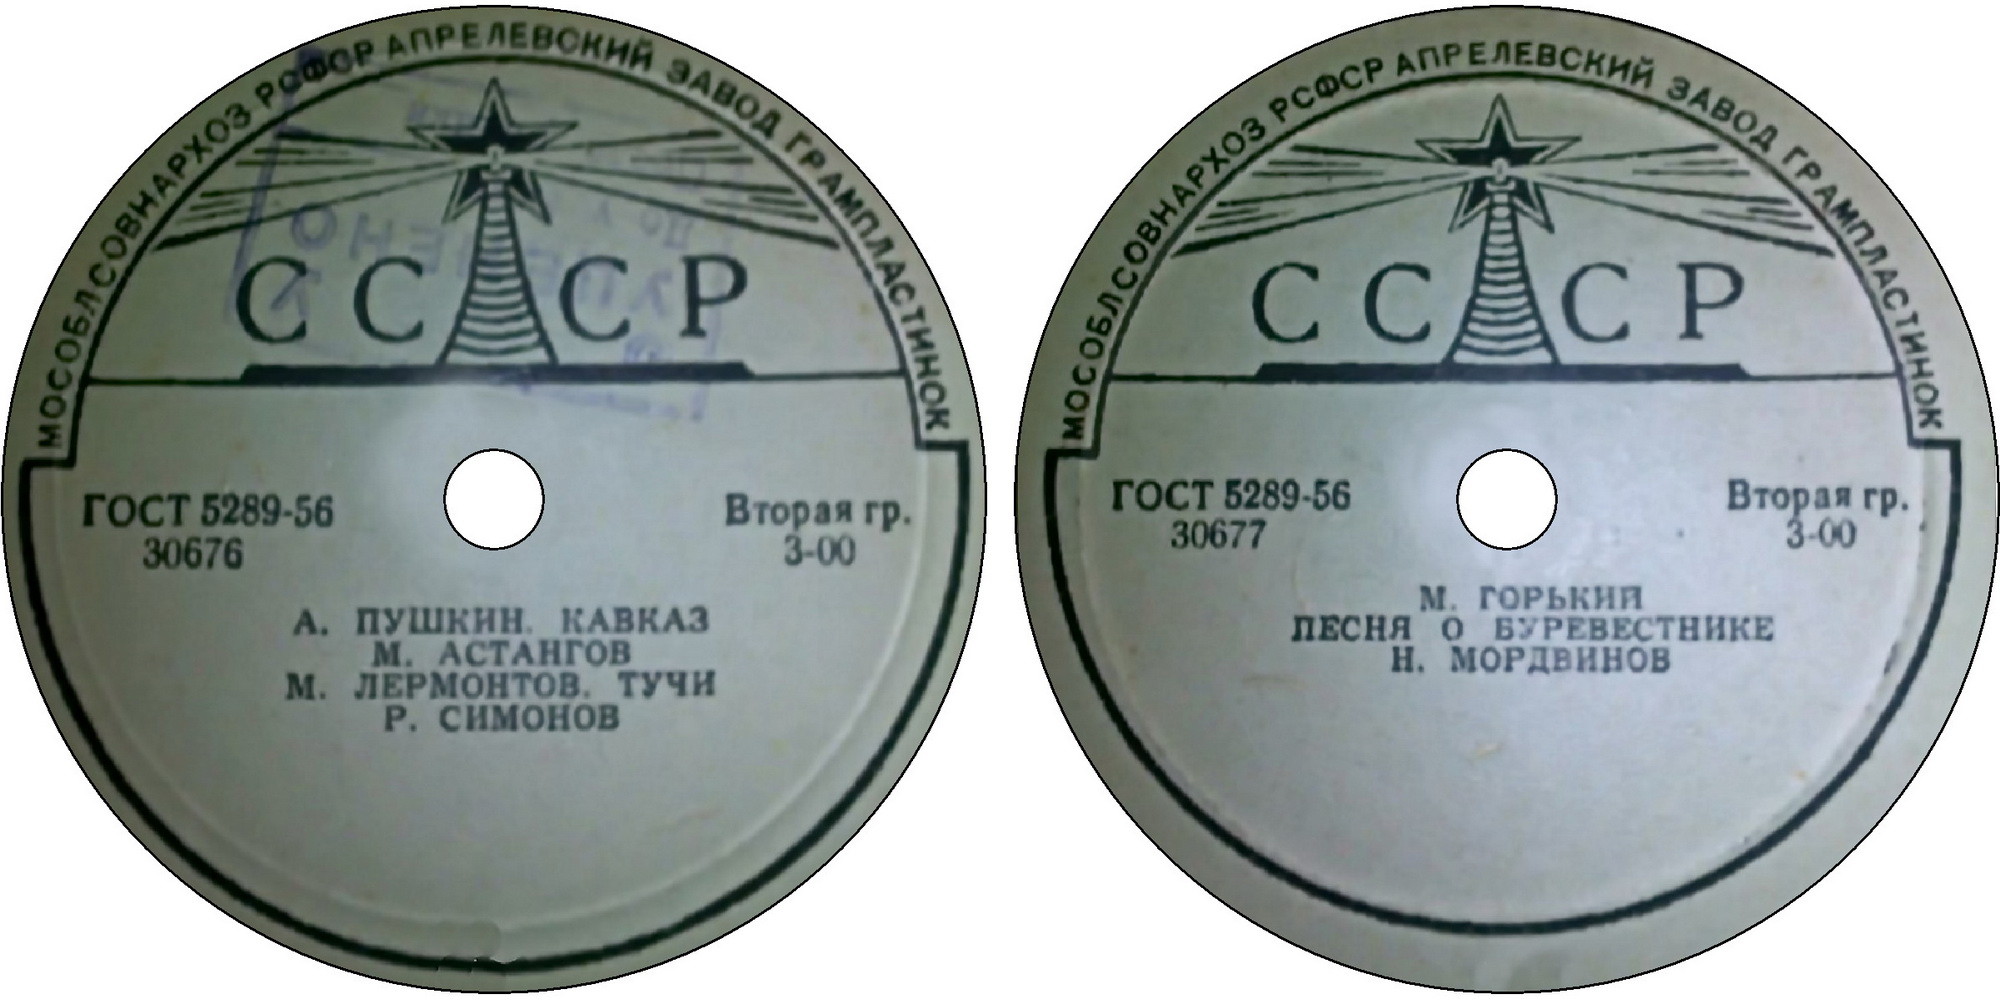 МОСОБЛСОВНАРХОЗ РСФСР АПРЕЛЕВСКИЙ ЗАВОД ГРАМПЛАСТИНОК
СССР
ГОСТ 5289-56
30676
Вторая гр.
3-00
А. ПУШКИН. КАВКАЗ
М. АСТАНГОВ
М. ЛЕРМОНТОВ. ТУЧИ
Р. СИМОНОВ
МОСОБЛСОВНАРХОЗ РСФСР АПРЕЛЕВСКИЙ ЗАВОД ГРАМПЛАСТИНОК
СССР
ГОСТ 5289-56
30677
Вторая гр.
3-00
М. ГОРЬКИЙ
ПЕСНЯ О БУРЕВЕСТНИКЕ
Н. МОРДВИНОВ